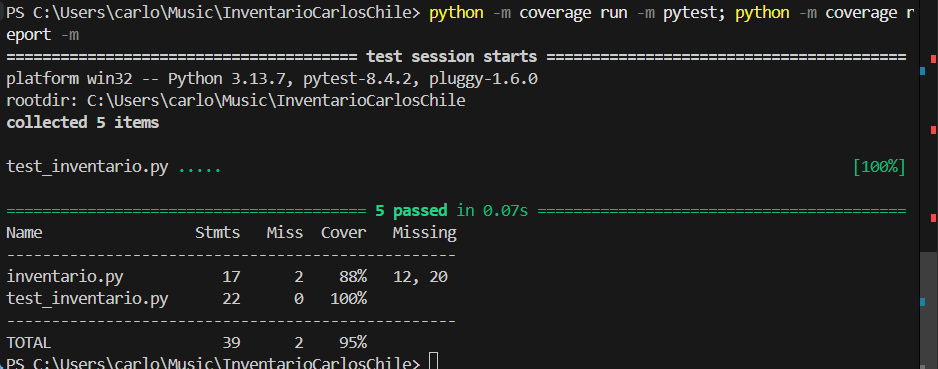 PS C:\Users\carlo\Music\InventarioCarlosChile> python -m coverage run -m pytest; python -m coverage r
eport -m
======================================= test session starts ========================================
platform win32 -- Python 3.13.7, pytest-8.4.2, pluggy-1.6.0
rootdir: C:\Users\carlo\Music\InventarioCarlosChile
collected 5 items
test_inventario.py ..... [100%]
======================================== 5 passed in 0.07s =========================================
Name Stmts Miss Cover Missing
--------------------------------------------------
inventario.py 17 2 88% 12, 20
test_inventario.py 22 0 100%
--------------------------------------------------
TOTAL 39 2 95%
PS C:\Users\carlo\Music\InventarioCarlosChile>